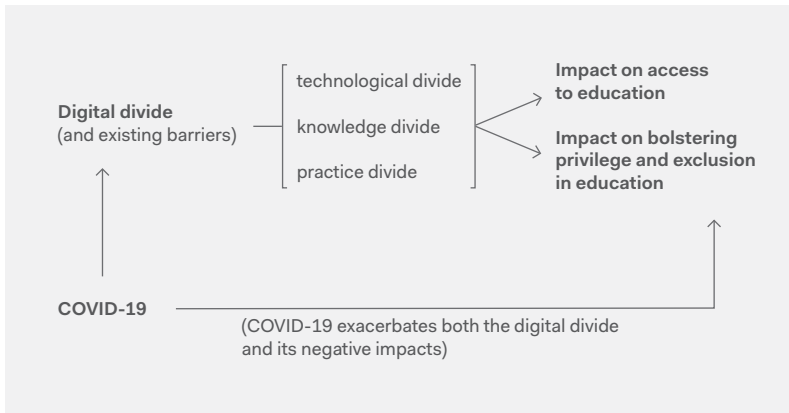 Digital divide
(and existing barriers)
technological divide
knowledge divide
practice divide
Impact on access
to education
Impact on bolstering
privilege and exclusion
in education
COVID-19
(COVID-19 exacerbates both the digital divide
and its negative impacts)